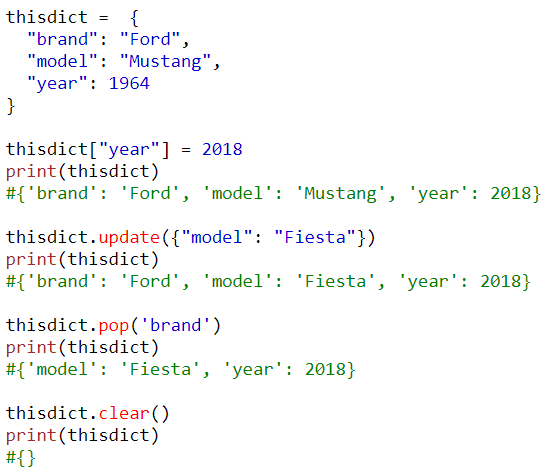 thisdict =  {
  "brand": "Ford",
  "model": "Mustang",
  "year": 1964
}
thisdict["year"] = 2018
print(thisdict)
#{'brand': 'Ford', 'model': 'Mustang', 'year': 2018}
thisdict.update({"model": "Fiesta"})
print(thisdict)
#{'brand': 'Ford', 'model': 'Fiesta', 'year': 2018}
thisdict.pop('brand')
print(thisdict)
#{'model': 'Fiesta', 'year': 2018}
thisdict.clear()
print(thisdict)
#{}